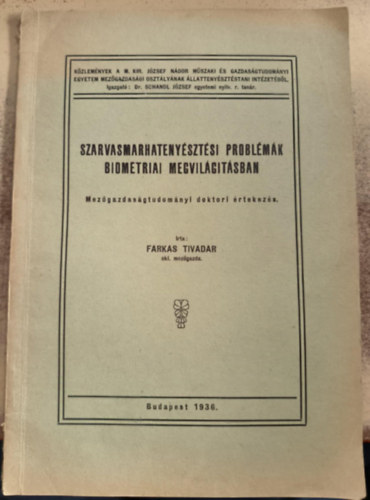 KÖZLEMÉNYEK A M. KIR. JÓZSEF NÁDOR MŰSZAKI ÉS GAZDASÁGTUDOMÁNYI
EGYETEM MEZŐGAZDASÁGI OSZTÁLYÁNAK ÁLLATTENYÉSZTÉSTANI INTÉZETÉBŐL.
Igazgató: Dr. SCHANDL JÓZSEF egyetemi nyilv. r. tanár.
SZARVASMARHATENYÉSZTÉSI PROBLÉMÁK
BIOMETRIAI MEGVILÁGITÁSBAN
Mezőgazdaságtudományi doktori értekezés.
Irta:
FARKAS TIVADAR
okl. mezőgazda.
Budapest 1936.